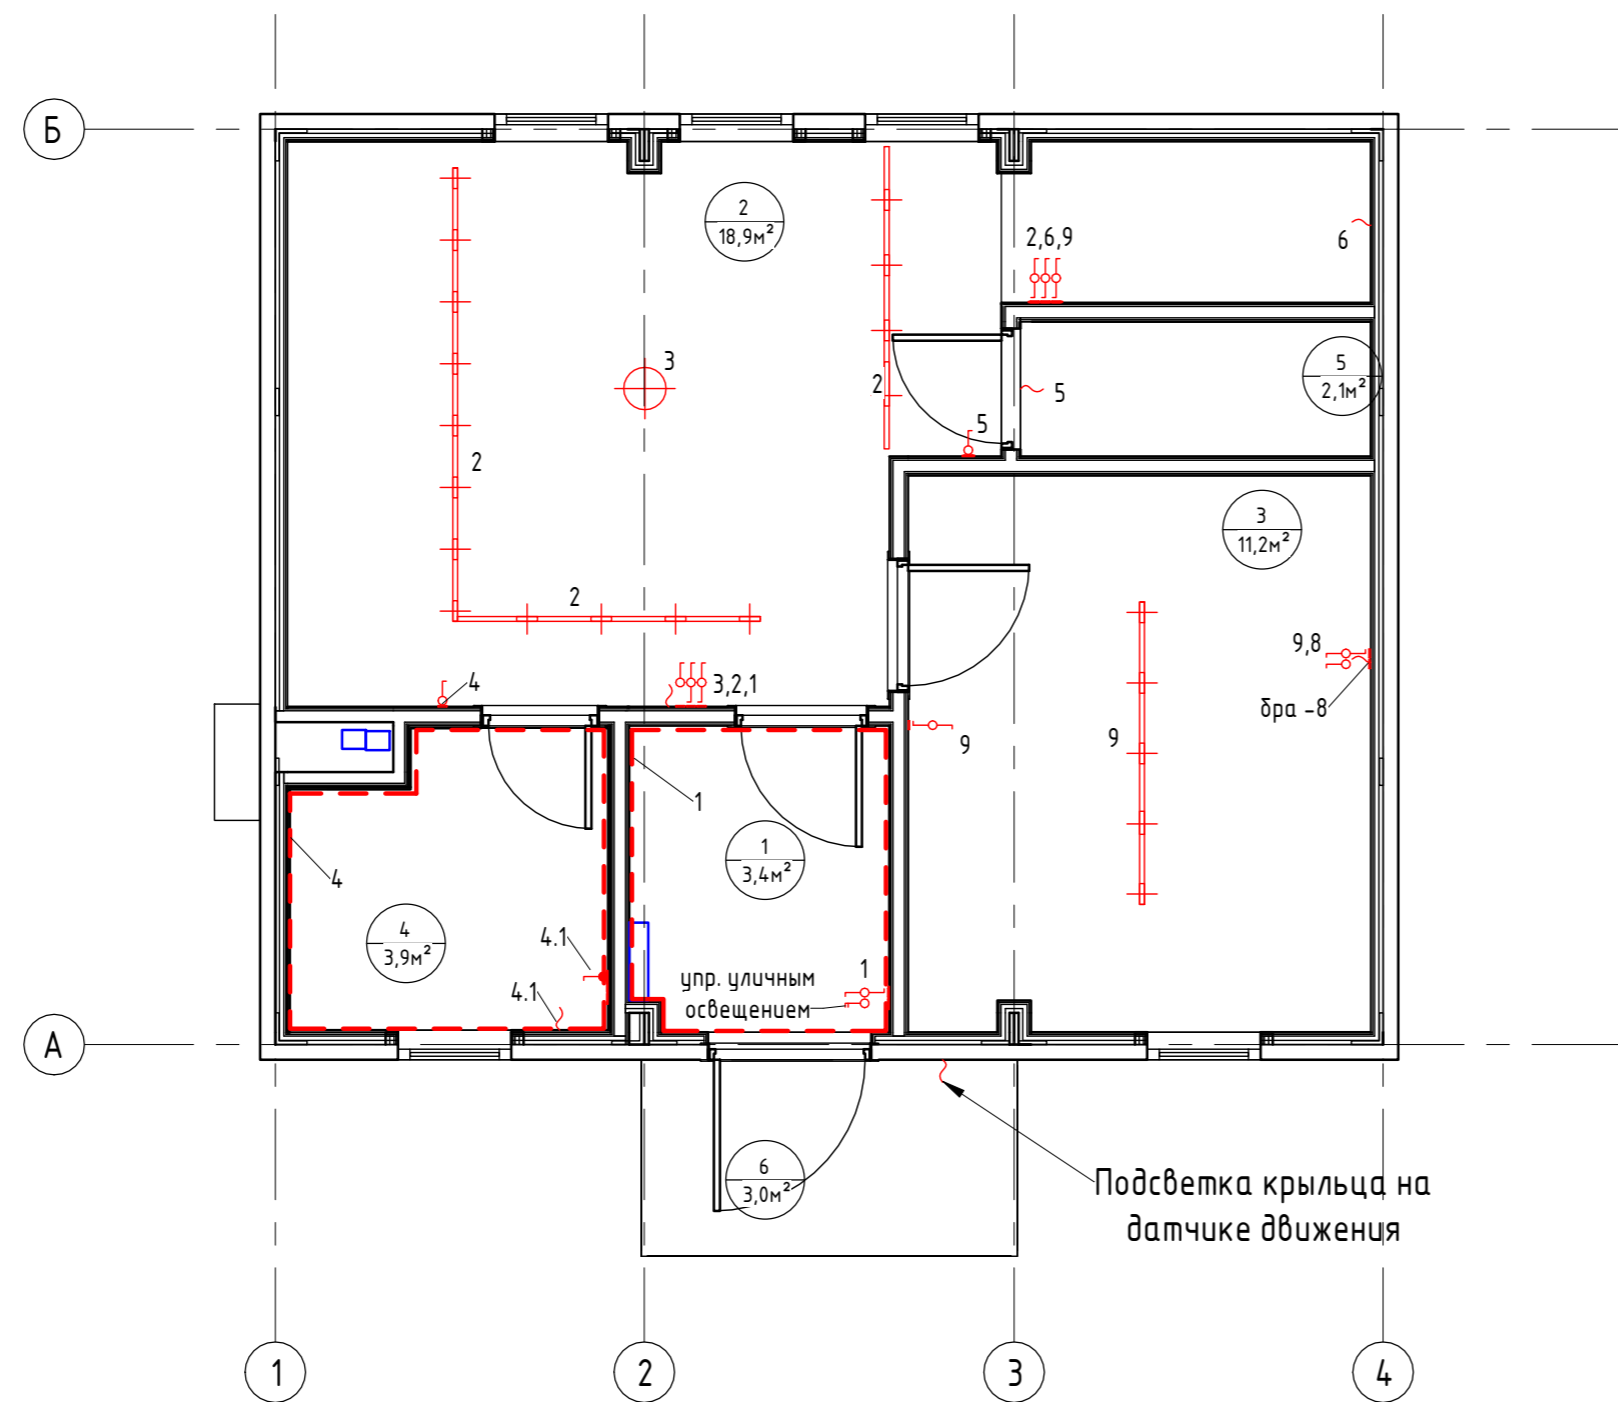 Б
2
18,9м²
2,6,9
6
3
2
5
2,1м²
5
5
2
3
11,2м²
2
9,8
4
3,2,1
бра -8
9
9
1
1
3,4м²
4
4
3,9м²
4.1
упр. уличным
1
4.1
освещением
А
6
3,0м²
Подсветка крыльца на
датчике движения
1
2
3
4